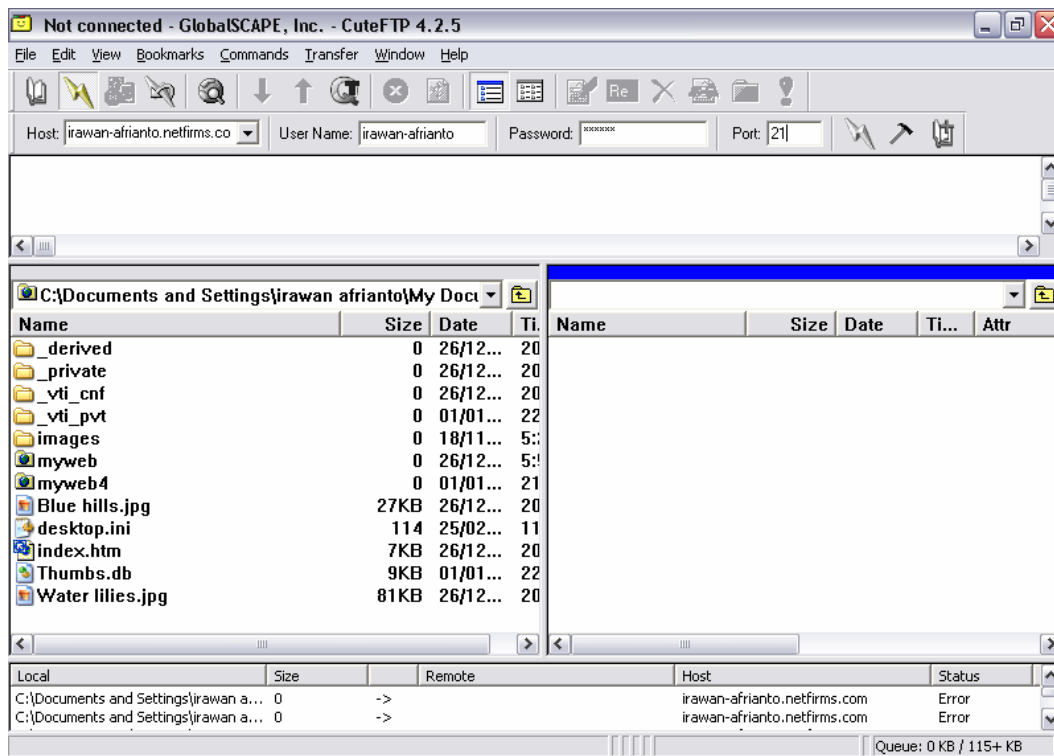 Not connected - GlobalSCAPE, Inc. - CuteFTP 4.2.5
File Edit View Bookmarks Commands Transfer Window Help
Re
Host: irawan-afrianto.netfirms.co User Name: irawan-afrianto Password: ****** Port: 21
C:\Documents and Settings\irawan afrianto\My Docu
Name Size Date Ti. Name Size Date Ti... Attr
_derived 0 26/12... 20
_private 0 26/12... 20
_vti_cnf 0 26/12... 20
_vti_pvt 0 01/01... 22
images 0 18/11... 5:
myweb 0 26/12... 5:
myweb4 0 01/01... 21
Blue hills.jpg 27KB 26/12... 20
desktop.ini 114 25/02... 11
index.htm 7KB 26/12... 20
Thumbs.db 9KB 01/01... 22
Water lilies.jpg 81KB 26/12... 20
Local Size Remote Host Status
C:\Documents and Settings\irawan a... 0 -> irawan-afrianto.netfirms.com Error
C:\Documents and Settings\irawan a... 0 -> irawan-afrianto.netfirms.com Error
Queue: 0 KB / 115+ KB